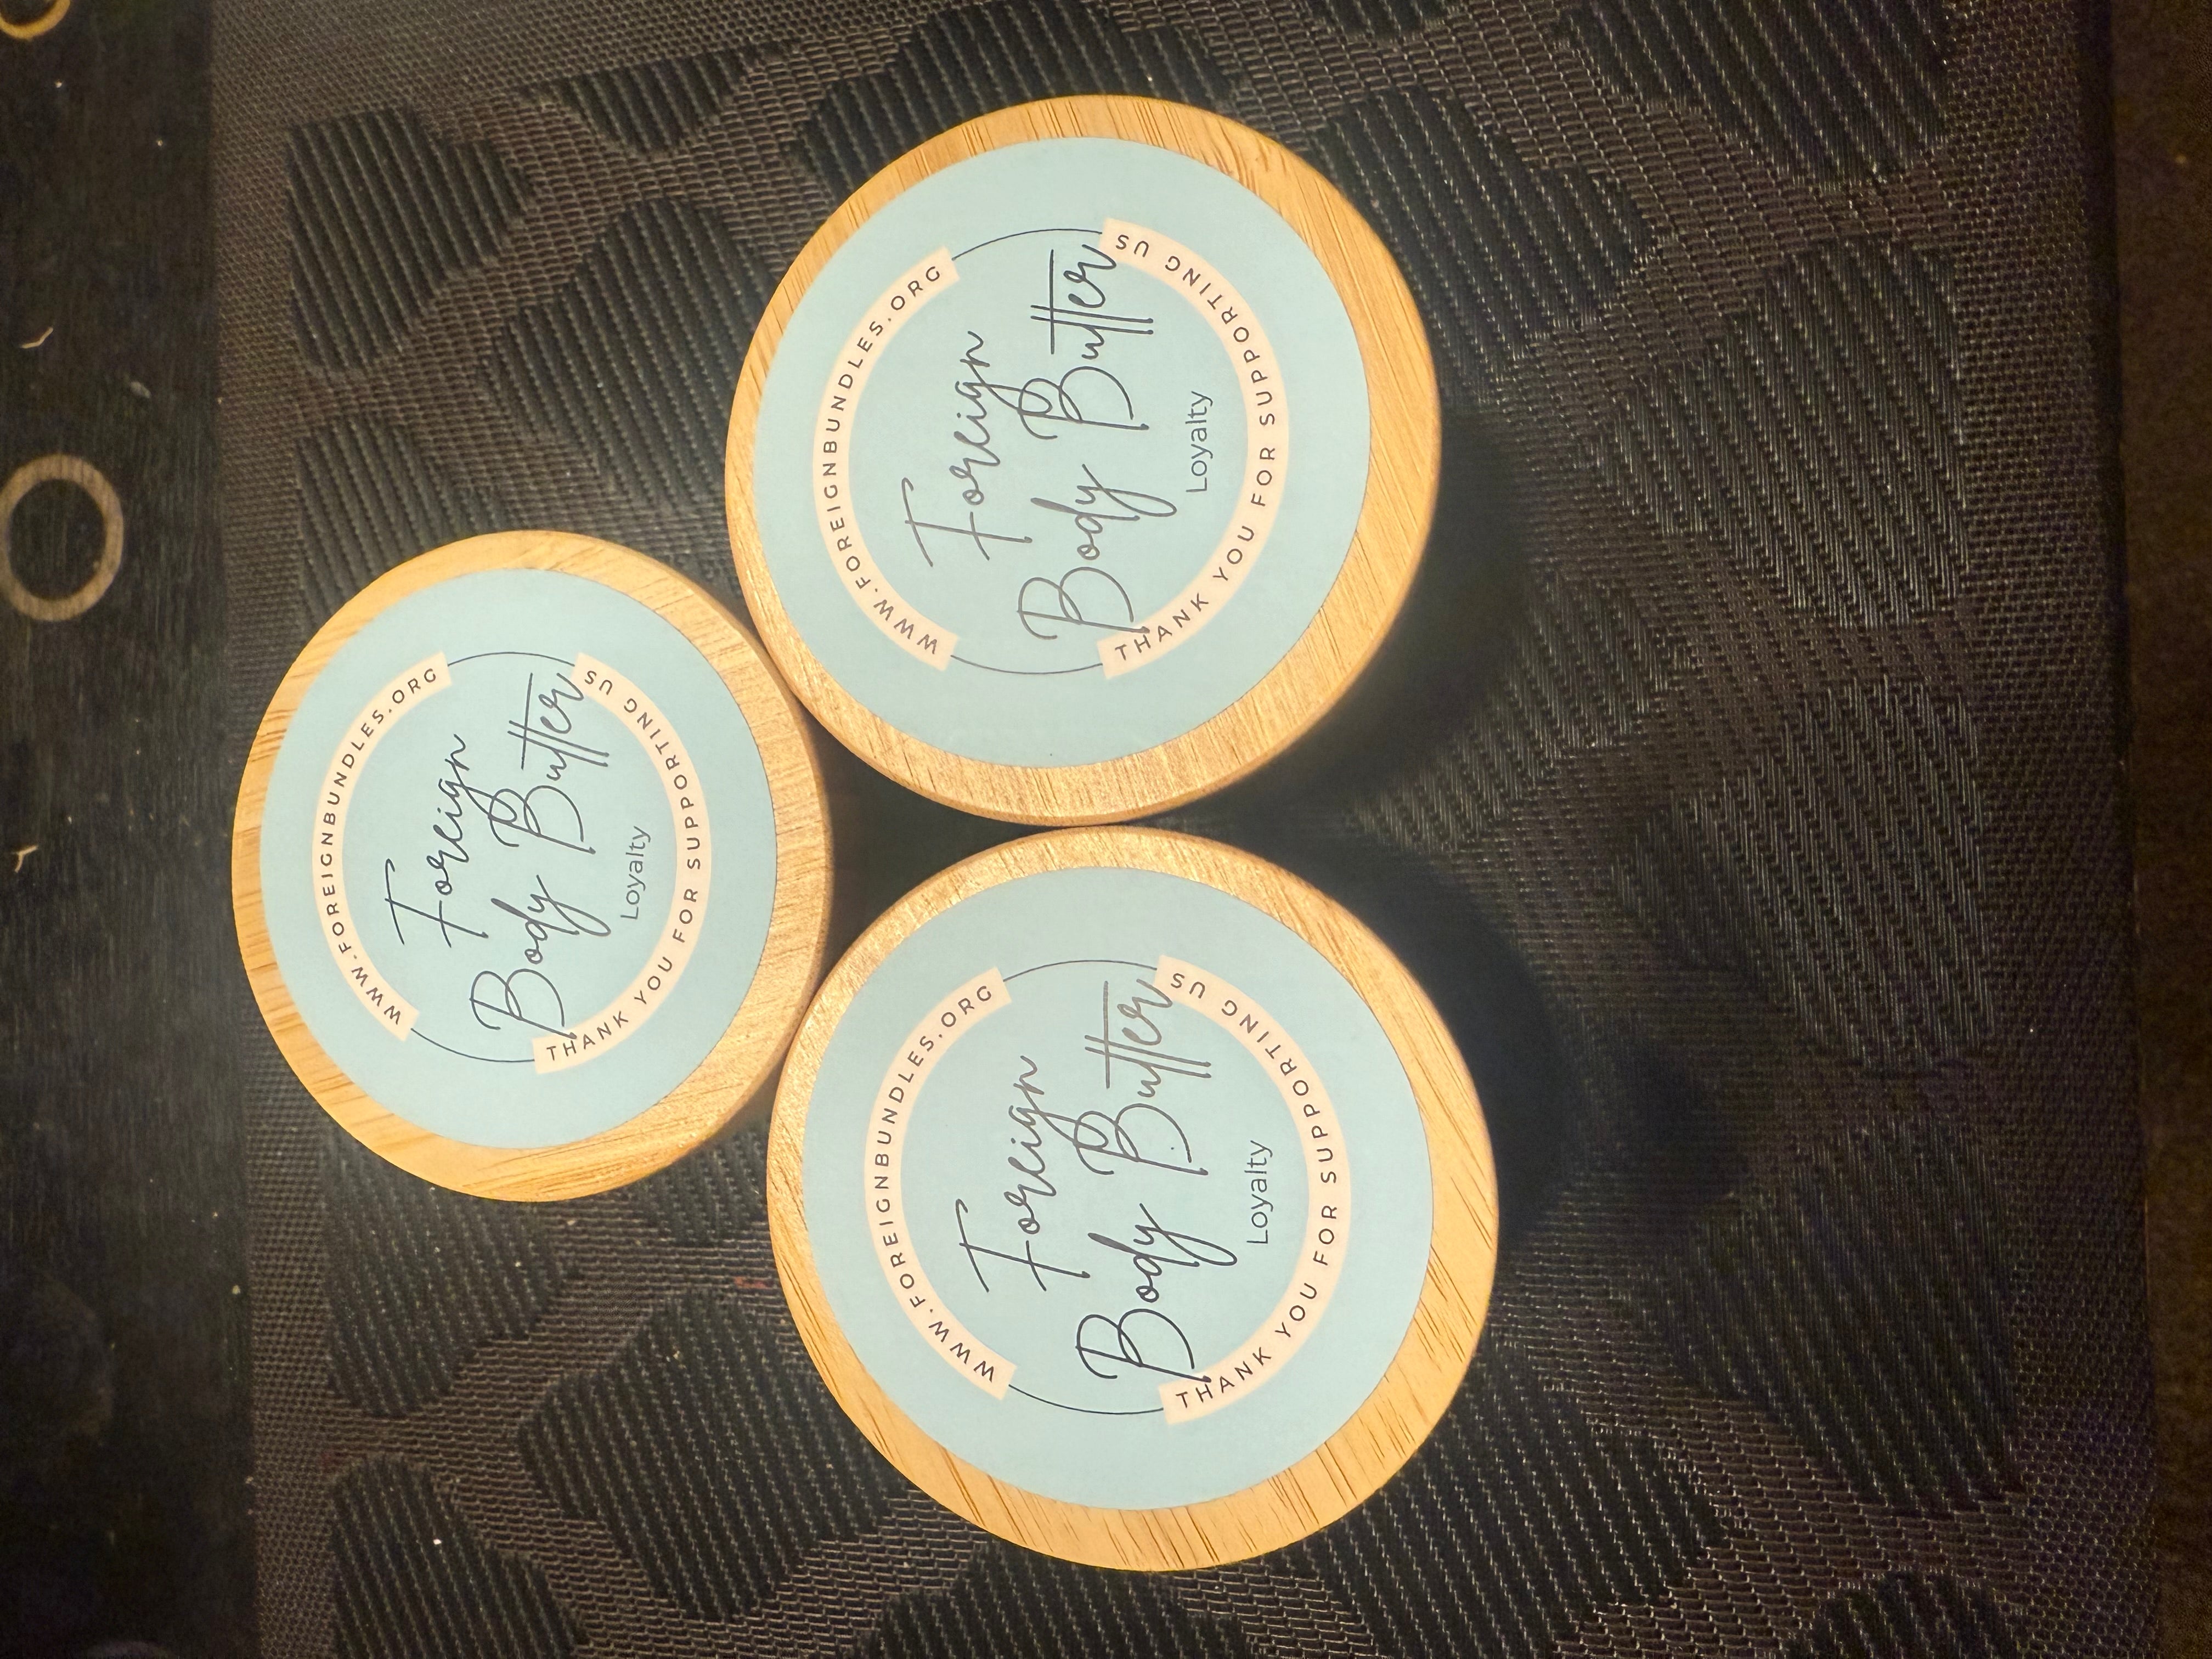 WWW.FOREIGNBUNDLES.ORG
Foreign
Body Butter
Loyalty
THANK YOU FOR SUPPORTING US
WWW.FOREIGNBUNDLES.ORG
Foreign
Body Butter
Loyalty
THANK YOU FOR SUPPORTING US
WWW.FOREIGNBUNDLES.ORG
Foreign
Body Butter
Loyalty
THANK YOU FOR SUPPORTING US